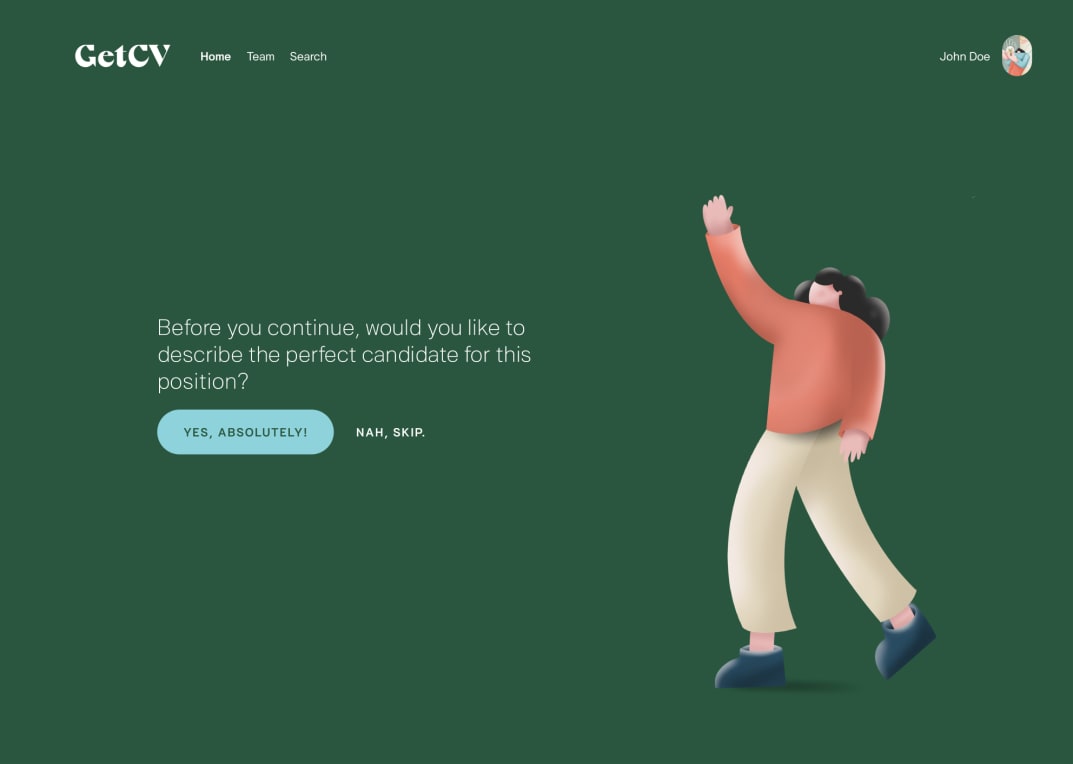 GetCV
Home Team Search
John Doe
Before you continue, would you like to
describe the perfect candidate for this
position?
YES, ABSOLUTELY!
NAH, SKIP.